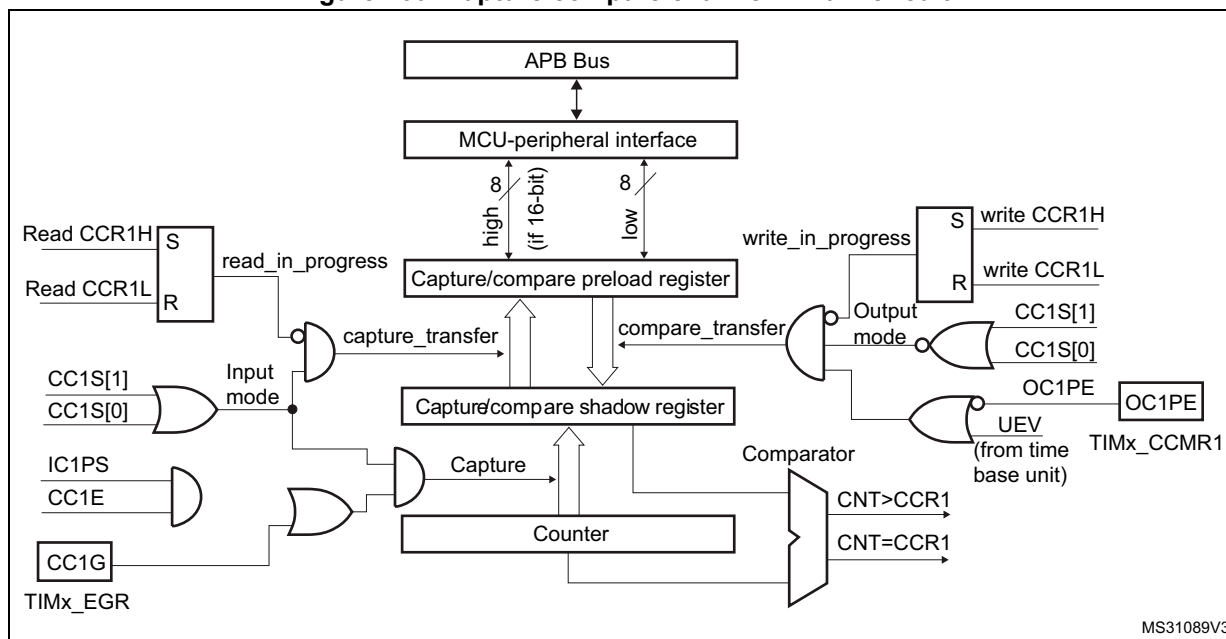 APB Bus
MCU-peripheral interface
8
high
(if 16-bit)
8
low
Read CCR1H
S
Read CCR1L
R
read_in_progress
write_in_progress
S
write CCR1H
R
write CCR1L
Capture/compare preload register
capture_transfer
compare_transfer
Output
mode
CC1S[1]
CC1S[0]
CC1S[1]
CC1S[0]
Input
mode
Capture/compare shadow register
OC1PE
OC1PE
UEV
(from time
base unit)
TIMx_CCMR1
IC1PS
CC1E
Capture
Comparator
CNT>CCR1
CNT=CCR1
Counter
CC1G
TIMx_EGR
MS31089V3